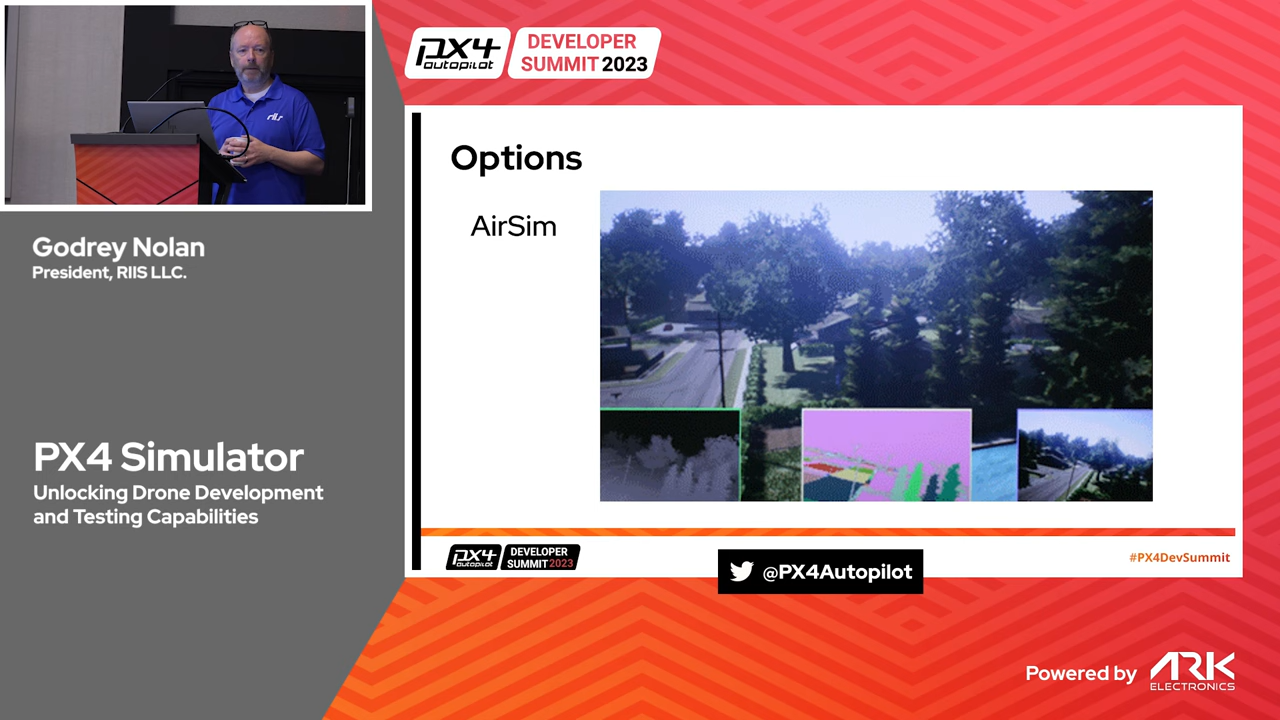 PX4
autopilot
DEVELOPER
SUMMIT 2023
riis
Godrey Nolan
President, RIIS LLC.
PX4 Simulator
Unlocking Drone Development
and Testing Capabilities
Options
AirSim
PX4
autopilot
DEVELOPER
SUMMIT 2023
@PX4Autopilot
#PX4DevSummit
Powered by
ARK
ELECTRONICS